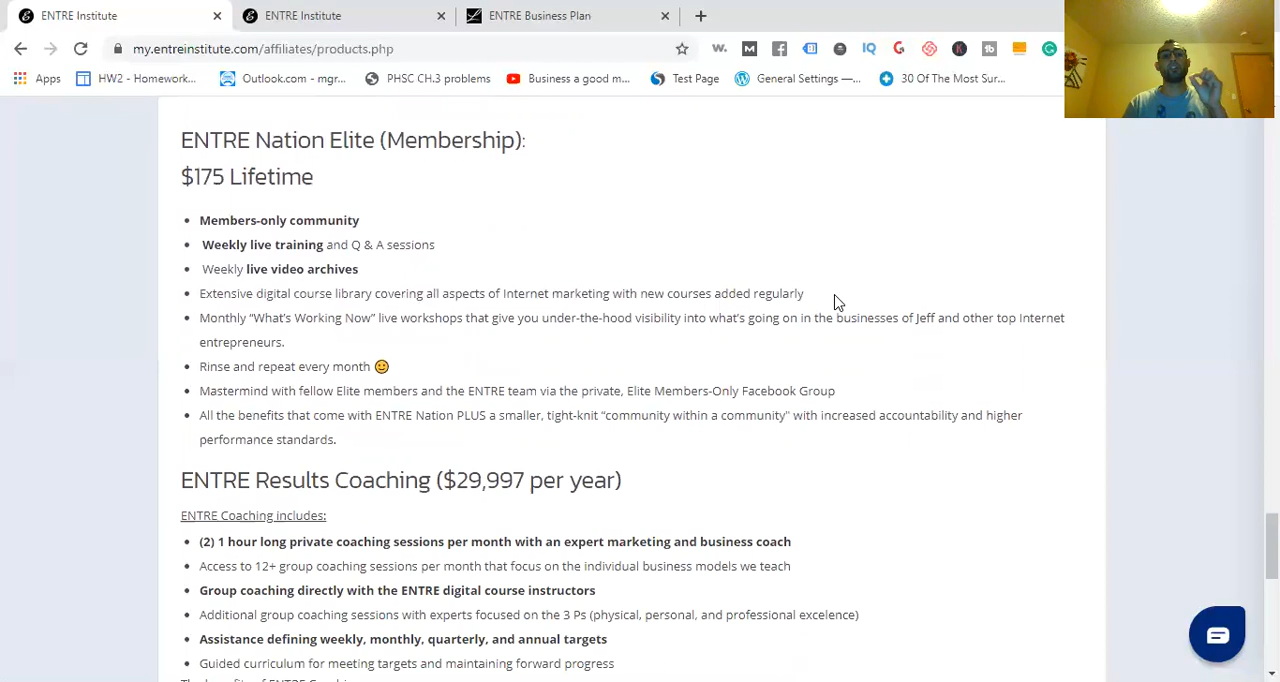 ENTRE Institute
ENTRE Institute
ENTRE Business Plan
my.entreinstitute.com/affiliates/products.php
Apps
HW2 - Homework...
Outlook.com - mgr...
PHSC CH.3 problems
Business a good m...
Test Page
General Settings —...
30 Of The Most Sur...
ENTRE Nation Elite (Membership):
$175 Lifetime
Members-only community
Weekly live training and Q & A sessions
Weekly live video archives
Extensive digital course library covering all aspects of Internet marketing with new courses added regularly
Monthly “What’s Working Now” live workshops that give you under-the-hood visibility into what’s going on in the businesses of Jeff and other top Internet
entrepreneurs.
Rinse and repeat every month 🙂
Mastermind with fellow Elite members and the ENTRE team via the private, Elite Members-Only Facebook Group
All the benefits that come with ENTRE Nation PLUS a smaller, tight-knit “community within a community” with increased accountability and higher
performance standards.
ENTRE Results Coaching ($29,997 per year)
ENTRE Coaching includes:
(2) 1 hour long private coaching sessions per month with an expert marketing and business coach
Access to 12+ group coaching sessions per month that focus on the individual business models we teach
Group coaching directly with the ENTRE digital course instructors
Additional group coaching sessions with experts focused on the 3 Ps (physical, personal, and professional excelence)
Assistance defining weekly, monthly, quarterly, and annual targets
Guided curriculum for meeting targets and maintaining forward progress